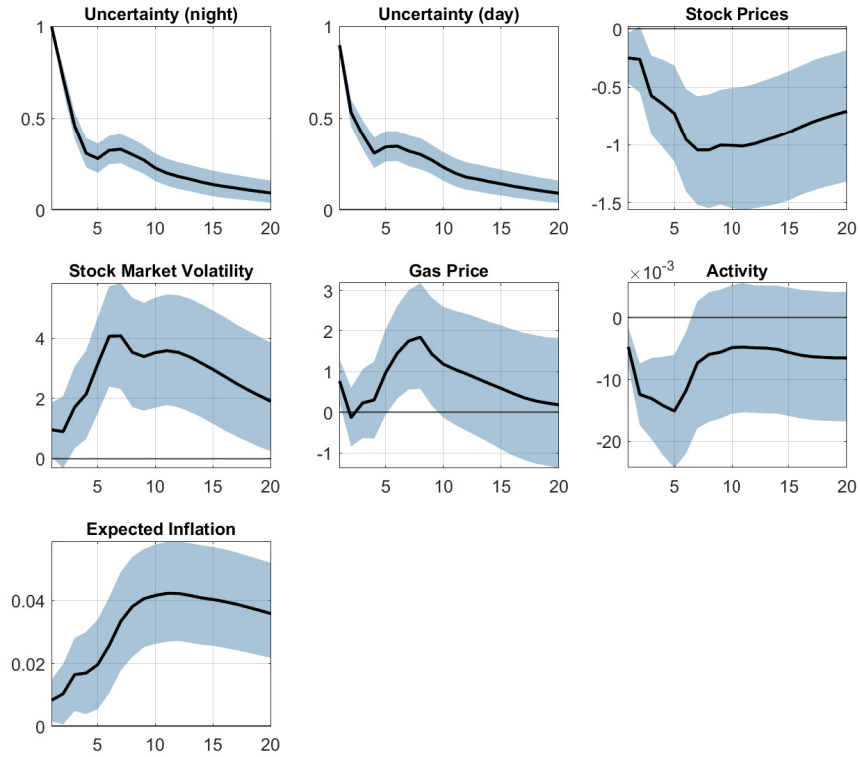 Uncertainty (night)
1
0.5
0
5 10 15 20
Uncertainty (day)
1
0.5
0
5 10 15 20
Stock Prices
0
-0.5
-1
-1.5
5 10 15 20
Stock Market Volatility
4
2
0
5 10 15 20
Gas Price
3
2
1
0
-1
5 10 15 20
×10⁻³ Activity
0
-10
-20
5 10 15 20
Expected Inflation
0.04
0.02
0
5 10 15 20